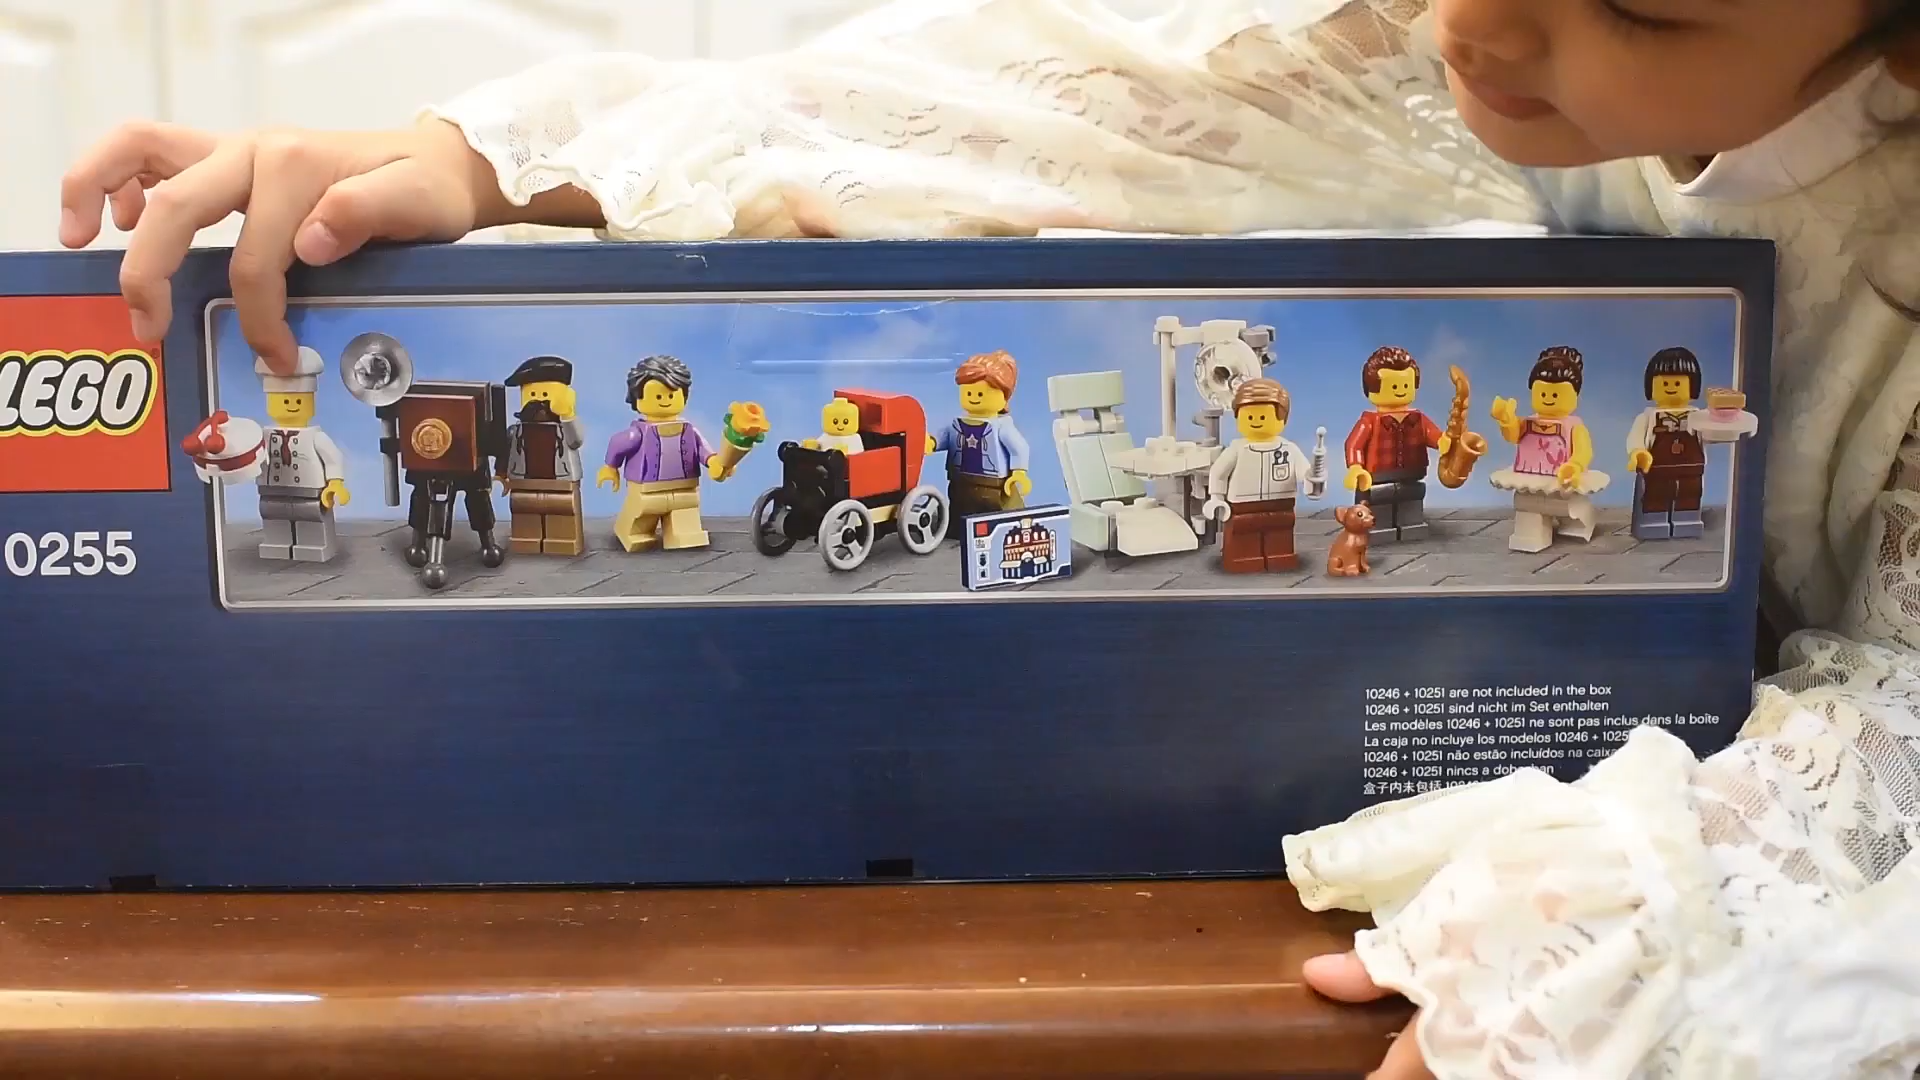 LEGO
0255
10246 + 10251 are not included in the box
10246 + 10251 sind nicht im Set enthalten
Les modèles 10246 + 10251 ne sont pas inclus dans la boîte
La caja no incluye los modelos 10246 + 1025
10246 + 10251 não estão incluídos na caixa
10246 + 10251 nincs a
盒子内未包括